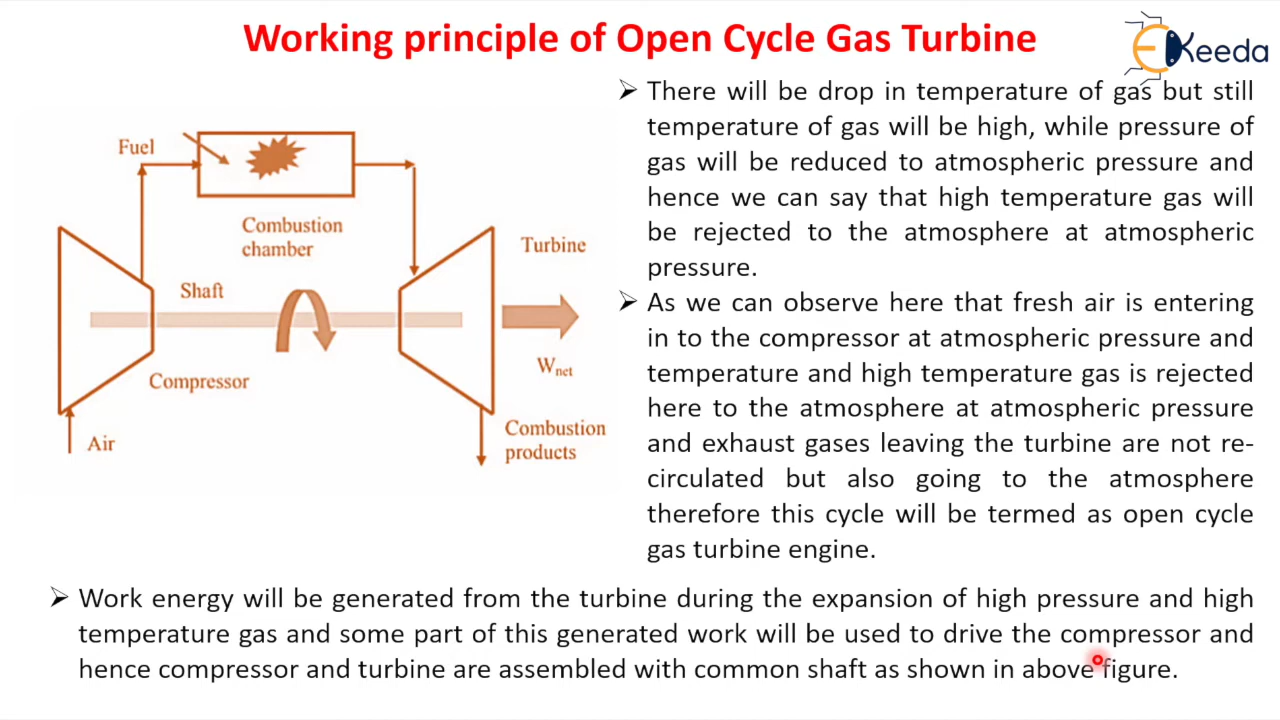 Working principle of Open Cycle Gas Turbine
EKeeda
Fuel
Combustion
chamber
Turbine
Shaft
Wnet
Compressor
Air
Combustion
products
➢ There will be drop in temperature of gas but still
temperature of gas will be high, while pressure of
gas will be reduced to atmospheric pressure and
hence we can say that high temperature gas will
be rejected to the atmosphere at atmospheric
pressure.
➢ As we can observe here that fresh air is entering
in to the compressor at atmospheric pressure and
temperature and high temperature gas is rejected
here to the atmosphere at atmospheric pressure
and exhaust gases leaving the turbine are not re-
circulated but also going to the atmosphere
therefore this cycle will be termed as open cycle
gas turbine engine.
➢ Work energy will be generated from the turbine during the expansion of high pressure and high
temperature gas and some part of this generated work will be used to drive the compressor and
hence compressor and turbine are assembled with common shaft as shown in above figure.